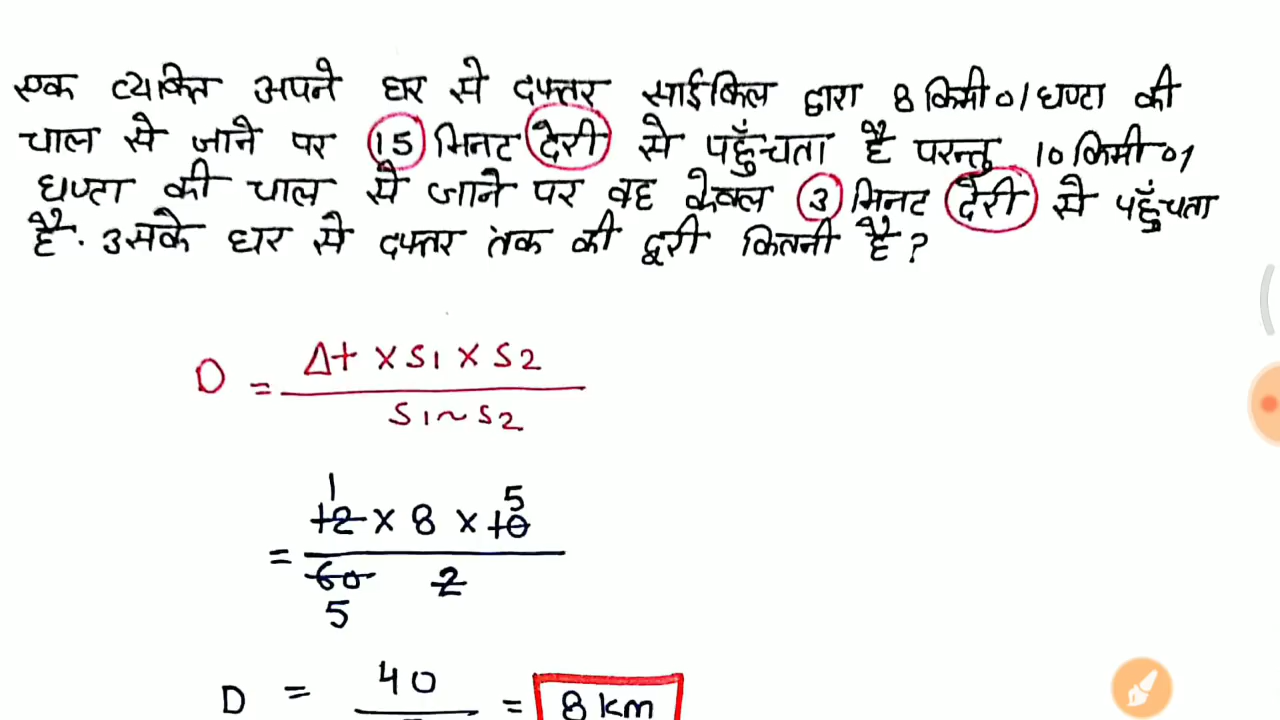 एक व्यक्ति अपने घर से दफ्तर साईकिल द्वारा 8 किमी०/घण्टा की
चाल से जाने पर 15 मिनट देरी से पहुँचता है परन्तु 10 किमी०/
घण्टा की चाल से जाने पर वह केवल 3 मिनट देरी से पहुँचता
है. उसके घर से दफ्तर तक की दूरी कितनी है?
D = Δt × S1 × S2
S1 ~ S2
1 5
= 12 × 8 × 10
60 2
5
D = 40 = 8 km